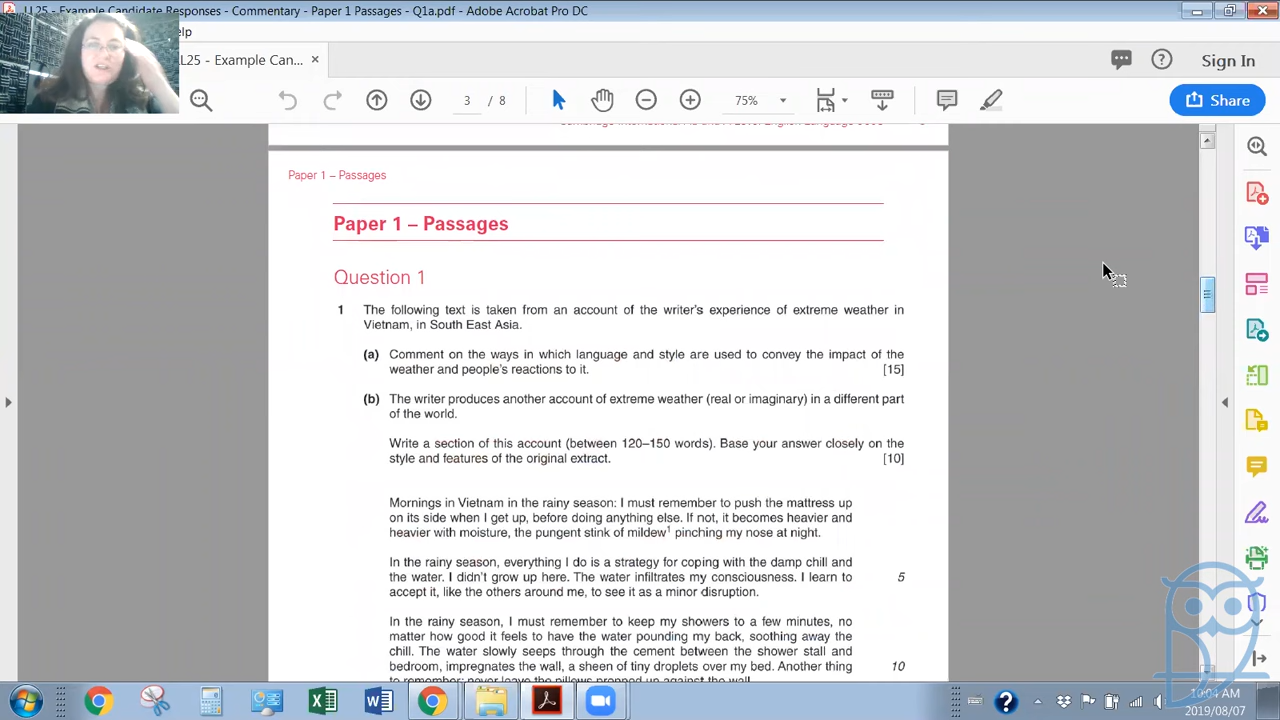 LL25 - Example Candidate Responses - Commentary - Paper 1 Passages - Q1a.pdf - Adobe Acrobat Pro DC
elp
L25 - Example Can... ×
Sign In
3 / 8
75%
Share
Paper 1 – Passages
Paper 1 – Passages
Question 1
1 The following text is taken from an account of the writer's experience of extreme weather in
Vietnam, in South East Asia.
(a) Comment on the ways in which language and style are used to convey the impact of the
weather and people's reactions to it. [15]
(b) The writer produces another account of extreme weather (real or imaginary) in a different part
of the world.
Write a section of this account (between 120–150 words). Base your answer closely on the
style and features of the original extract. [10]
Mornings in Vietnam in the rainy season: I must remember to push the mattress up
on its side when I get up, before doing anything else. If not, it becomes heavier and
heavier with moisture, the pungent stink of mildew¹ pinching my nose at night.
In the rainy season, everything I do is a strategy for coping with the damp chill and
the water. I didn't grow up here. The water infiltrates my consciousness. I learn to 5
accept it, like the others around me, to see it as a minor disruption.
In the rainy season, I must remember to keep my showers to a few minutes, no
matter how good it feels to have the water pounding my back, soothing away the
chill. The water slowly seeps through the cement between the shower stall and
bedroom, impregnates the wall, a sheen of tiny droplets over my bed. Another thing 10
to remember: never leave the pillows propped up against the wall.
10:04 AM
2019/08/07